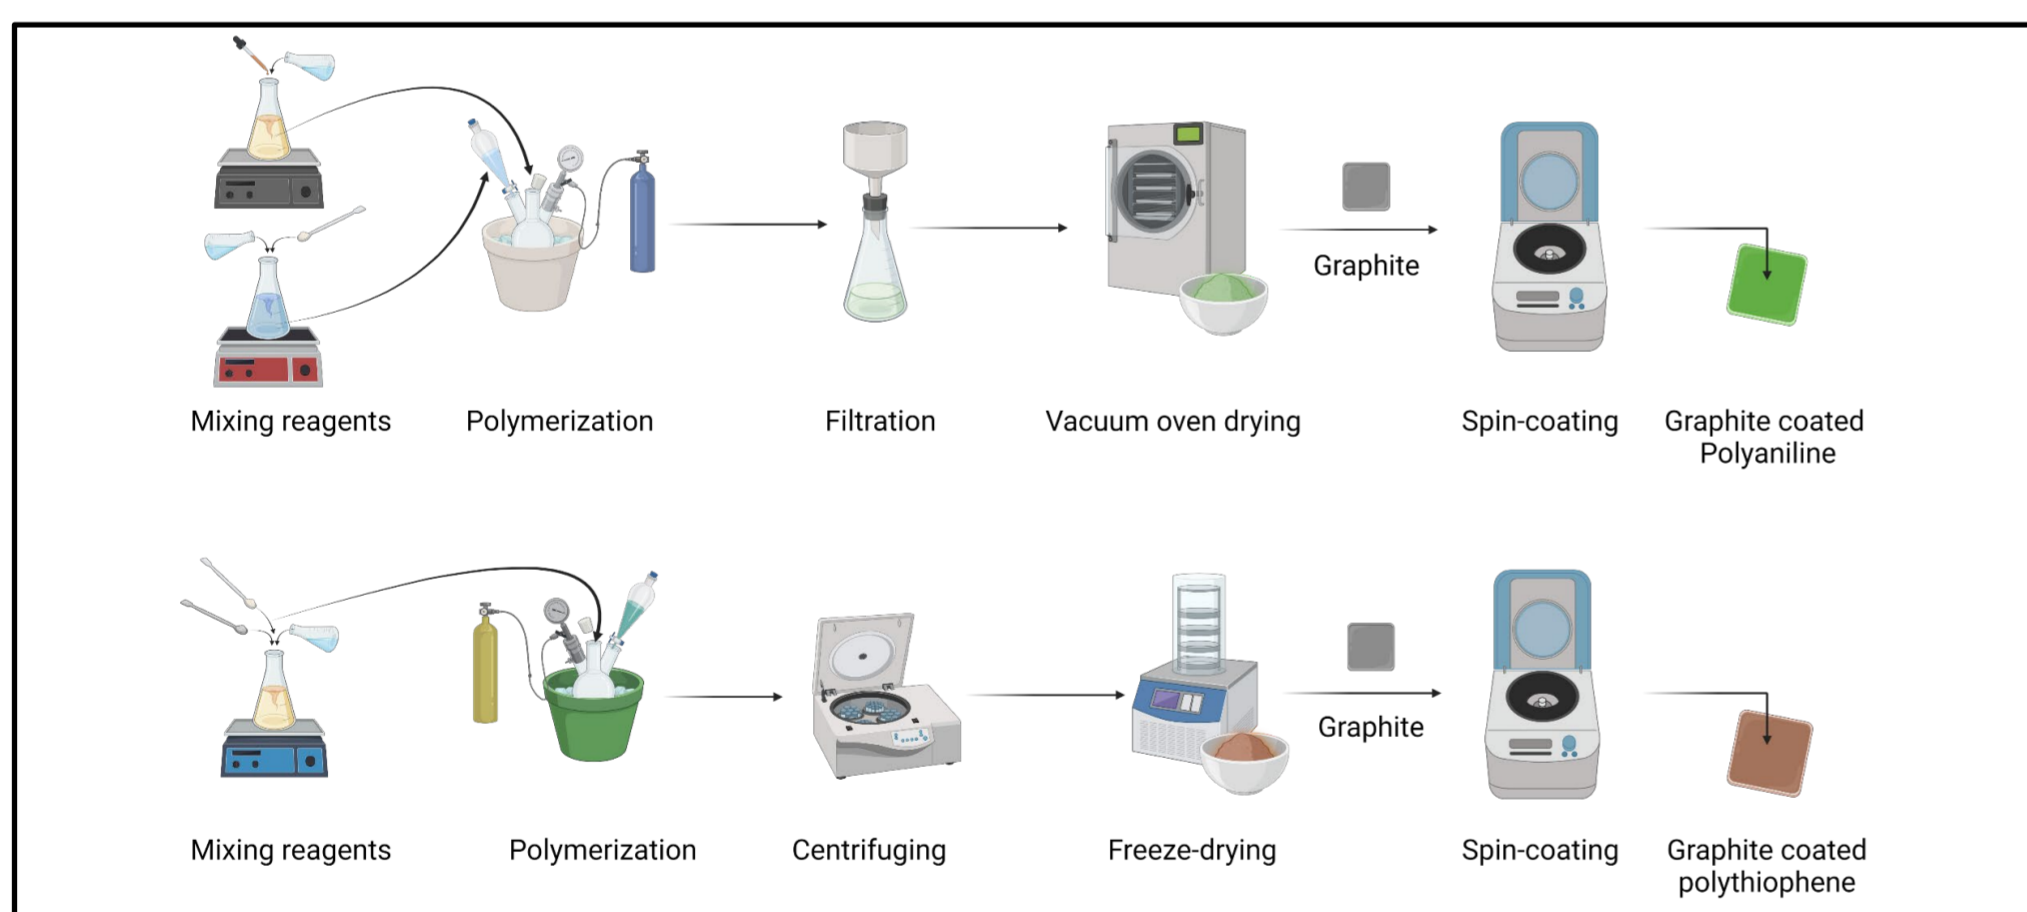 Graphite
Mixing reagents
Polymerization
Filtration
Vacuum oven drying
Spin-coating
Graphite coated
Polyaniline
Graphite
Mixing reagents
Polymerization
Centrifuging
Freeze-drying
Spin-coating
Graphite coated
polythiophene